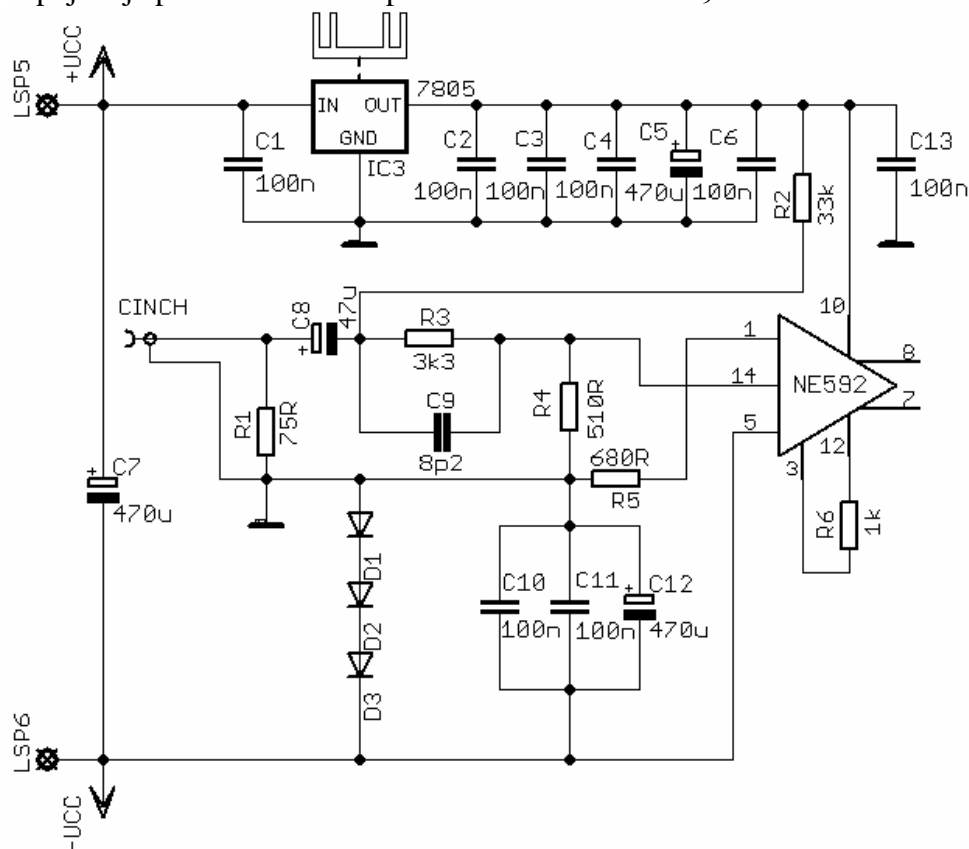 LSP5
+UCC
7805
IN OUT
GND
IC3
C1
100n
C2
100n
C3
100n
C4
100n
C5
+
470u
C6
100n
R2
33k
C13
100n
CINCH
C8
+
47u
R3
3k3
C9
8p2
R1
75R
R4
510R
680R
R5
1
14
5
3
10
12
8
7
NE592
R6
1k
C7
+
470u
D1
D2
D3
C10
100n
C11
100n
C12
+
470u
LSP6
-UCC